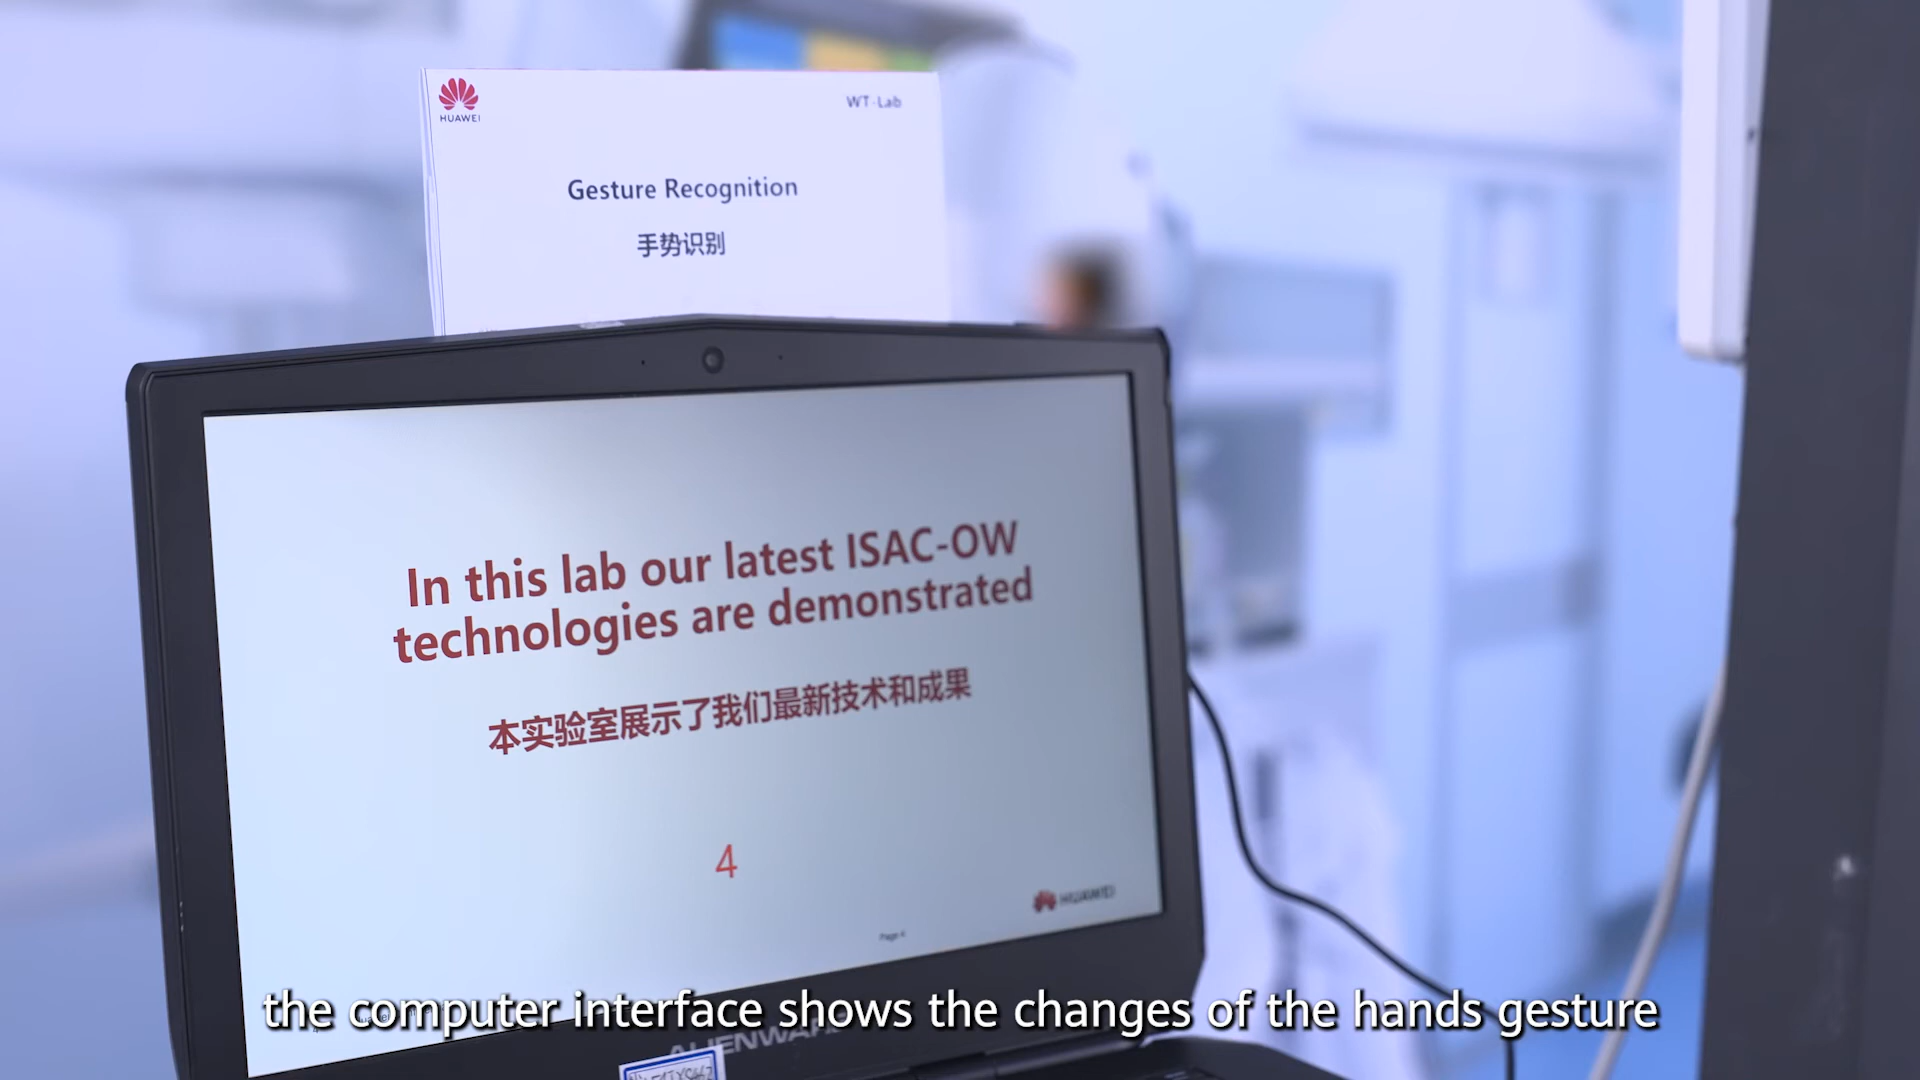 HUAWEI
WT-Lab
Gesture Recognition
手势识别
In this lab our latest ISAC-OW
technologies are demonstrated
本实验室展示了我们最新技术和成果
4
HUAWEI
Page 4
the computer interface shows the changes of the hands gesture
ALIENWARE